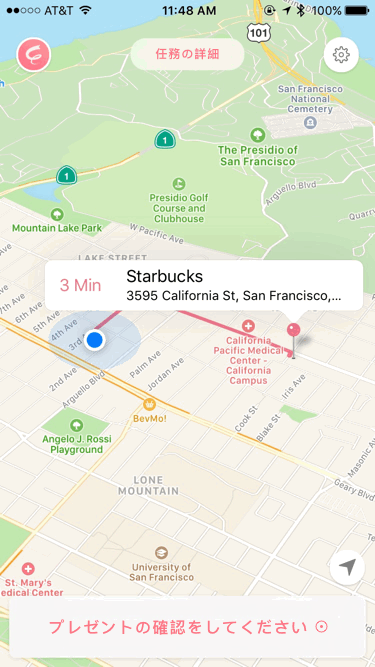 AT&T 11:48 AM 100%
任務の詳細
101
San Francisco
National
Cemetery
1
The Presidio of
San Francisco
1
Presidio Golf
Course and
Clubhouse
Arguello Blvd
Mountain Lake Park
W Pacific Ave
Quarry
LAKE STREET
3 Min
Starbucks
3595 California St, San Francisco,...
7th Ave
6th Ave
5th Ave
4th Ave
3rd
2nd Ave
Arguello Blvd
Palm Ave
Jordan Ave
California
Pacific Medical
Center -
California
Campus
Iris Ave
Cook St
Blake St
BevMo!
Angelo J. Rossi
Playground
Masonic Av
Geary Blvd
LONE
MOUNTAIN
University of
San Francisco
Turk
St. Mary's
edical Center
プレゼントの確認をしてください